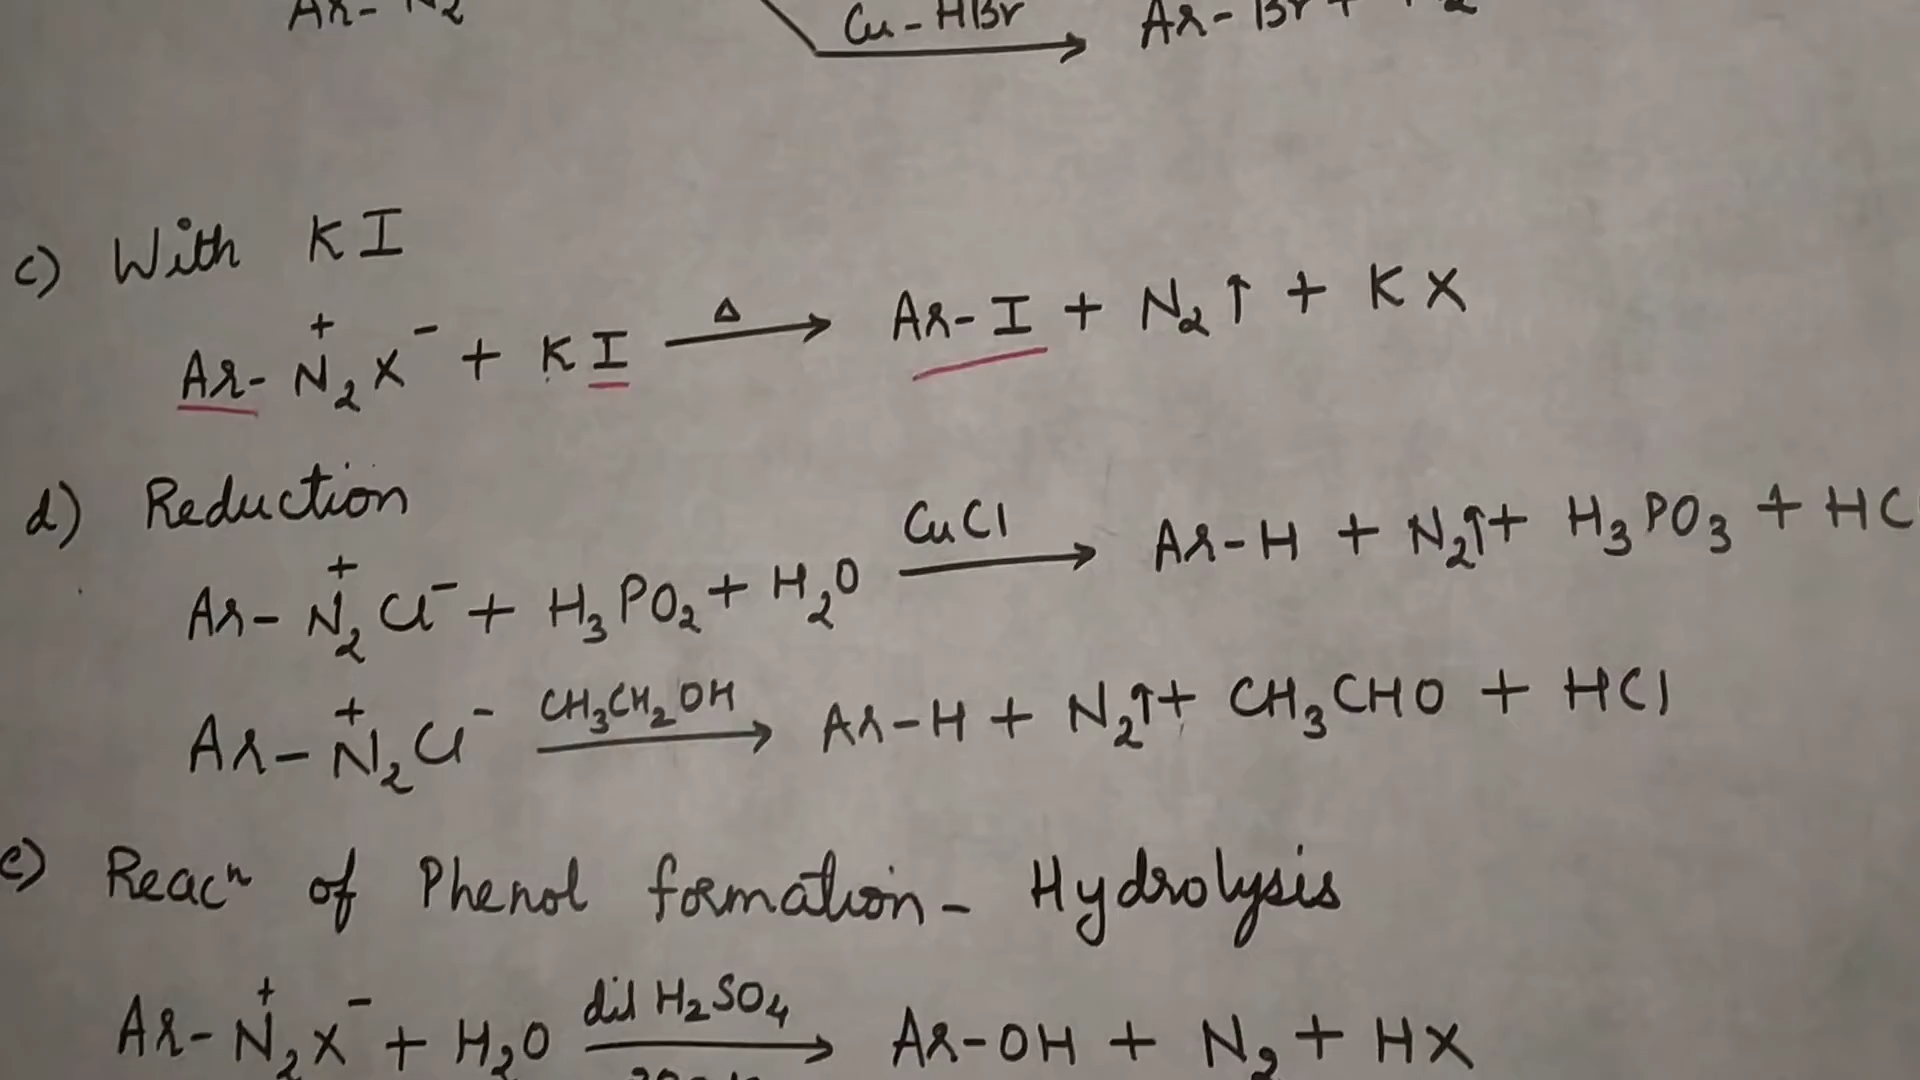 Ar-N₂ Cu-HBr Ar-Br +
c) With KI
Ar-N₂⁺X⁻ + KI —Δ→ Ar-I + N₂↑ + KX
d) Reduction
Ar-N₂⁺Cl⁻ + H₃PO₂ + H₂O —CuCl→ Ar-H + N₂↑ + H₃PO₃ + HC
Ar-N₂⁺Cl⁻ —CH₃CH₂OH→ Ar-H + N₂↑ + CH₃CHO + HCl
e) Reacⁿ of Phenol formation - Hydrolysis
Ar-N₂⁺X⁻ + H₂O —dil H₂SO₄→ Ar-OH + N₂ + HX